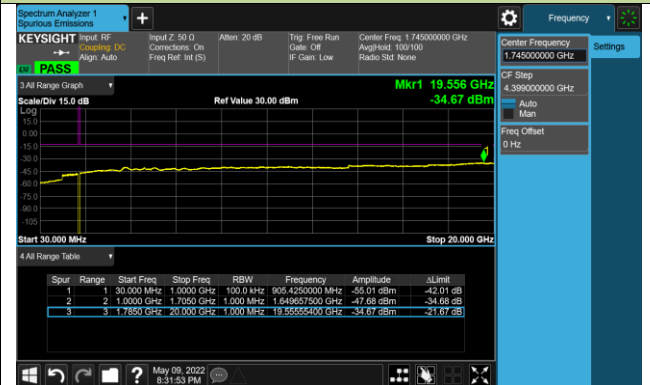 Spectrum Analyzer 1
Spurious Emissions
Frequency
KEYSIGHT
Input: RF
Coupling: DC
Align: Auto
Input Z: 50 Ω
Corrections: On
Freq Ref: Int (S)
Atten: 20 dB
Trig: Free Run
Gate: Off
IF Gain: Low
Center Freq: 1.745000000 GHz
Avg|Hold: 100/100
Radio Std: None
PASS
Center Frequency
1.745000000 GHz
Settings
CF Step
4.399000000 GHz
Auto
Man
Freq Offset
0 Hz
3 All Range Graph
Mkr1 19.556 GHz
Scale/Div 15.0 dB
Ref Value 30.00 dBm
-34.67 dBm
Log
15.0
0.00
-15.0
-30.0
-45.0
-60.0
-75.0
-90.0
-105
1
Start 30.000 MHz
Stop 20.000 GHz
4 All Range Table
Spur Range Start Freq Stop Freq RBW Frequency Amplitude ΔLimit
1 1 30.000 MHz 1.0000 GHz 100.0 kHz 905.4250000 MHz -55.01 dBm -42.01 dB
2 2 1.0000 GHz 1.7050 GHz 1.000 MHz 1.649657500 GHz -47.68 dBm -34.68 dB
3 3 1.7850 GHz 20.000 GHz 1.000 MHz 19.55555400 GHz -34.67 dBm -21.67 dB
?
May 09, 2022
8:31:53 PM